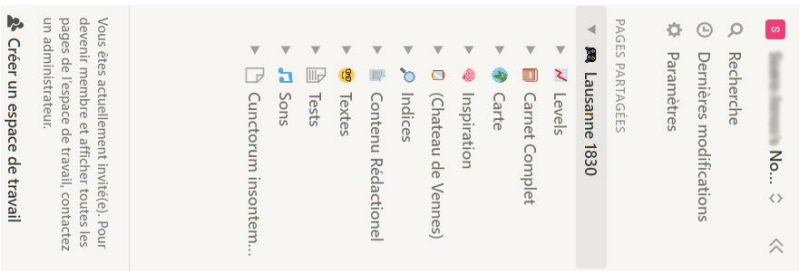 S No...
Recherche
Dernières modifications
Paramètres
PAGES PARTAGÉES
Lausanne 1830
Levels
Carnet Complet
Carte
Inspiration
(Chateau de Vennes)
Indices
Contenu Rédactionel
Textes
Tests
Sons
Cunctorum insontem...
Vous êtes actuellement invité(e). Pour
devenir membre et afficher toutes les
pages de l'espace de travail, contactez
un administrateur.
Créer un espace de travail